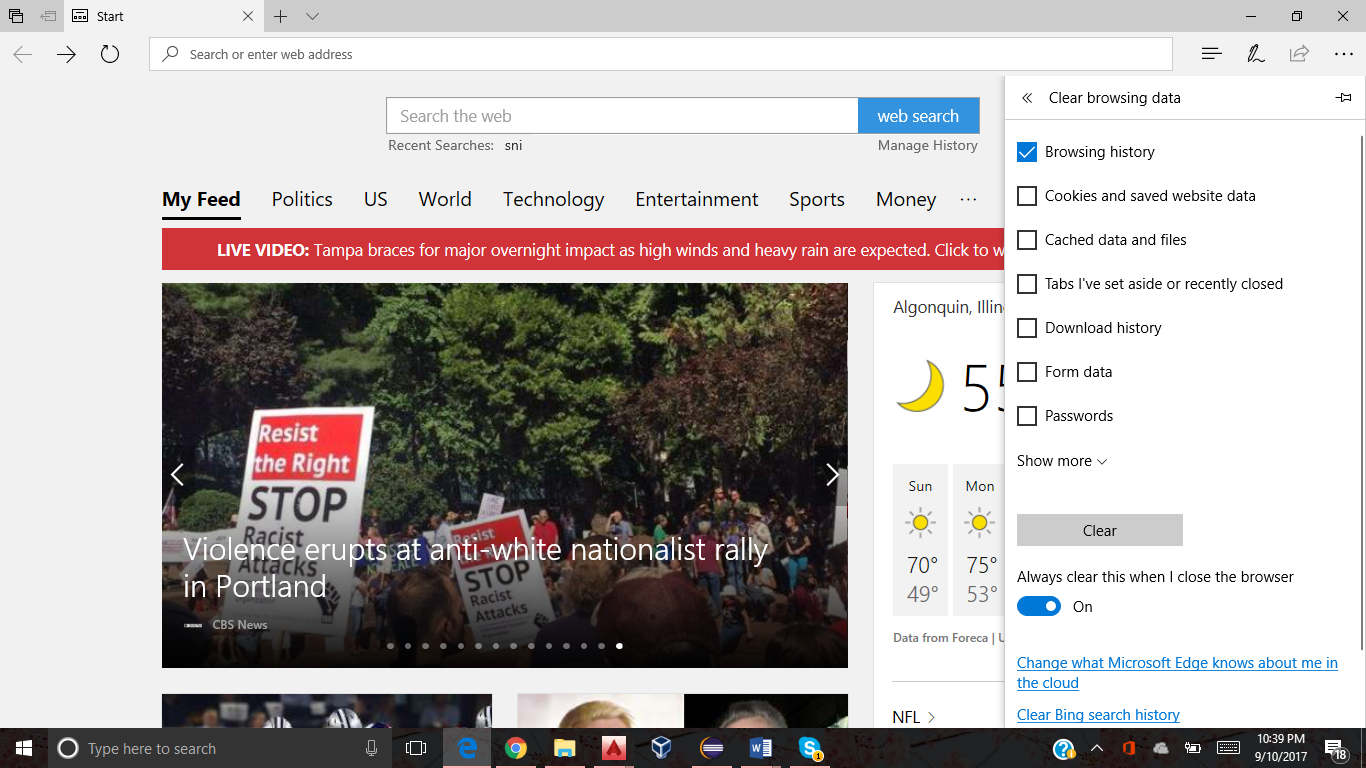 Start
Search or enter web address
Clear browsing data
Search the web
web search
Recent Searches: sni
Manage History
My Feed
Politics
US
World
Technology
Entertainment
Sports
Money
LIVE VIDEO: Tampa braces for major overnight impact as high winds and heavy rain are expected. Click to w
Resist
the Right
STOP
Racist
Attacks
Resist
STOP
Racist
Attacks
Violence erupts at anti-white nationalist rally
in Portland
CBS News
Algonquin, Illin
55
Sun
Mon
70°
75°
49°
53°
Data from Foreca | U
NFL
Browsing history
Cookies and saved website data
Cached data and files
Tabs I've set aside or recently closed
Download history
Form data
Passwords
Show more
Clear
Always clear this when I close the browser
On
Change what Microsoft Edge knows about me in
the cloud
Clear Bing search history
Type here to search
1
10:39 PM
9/10/2017
18